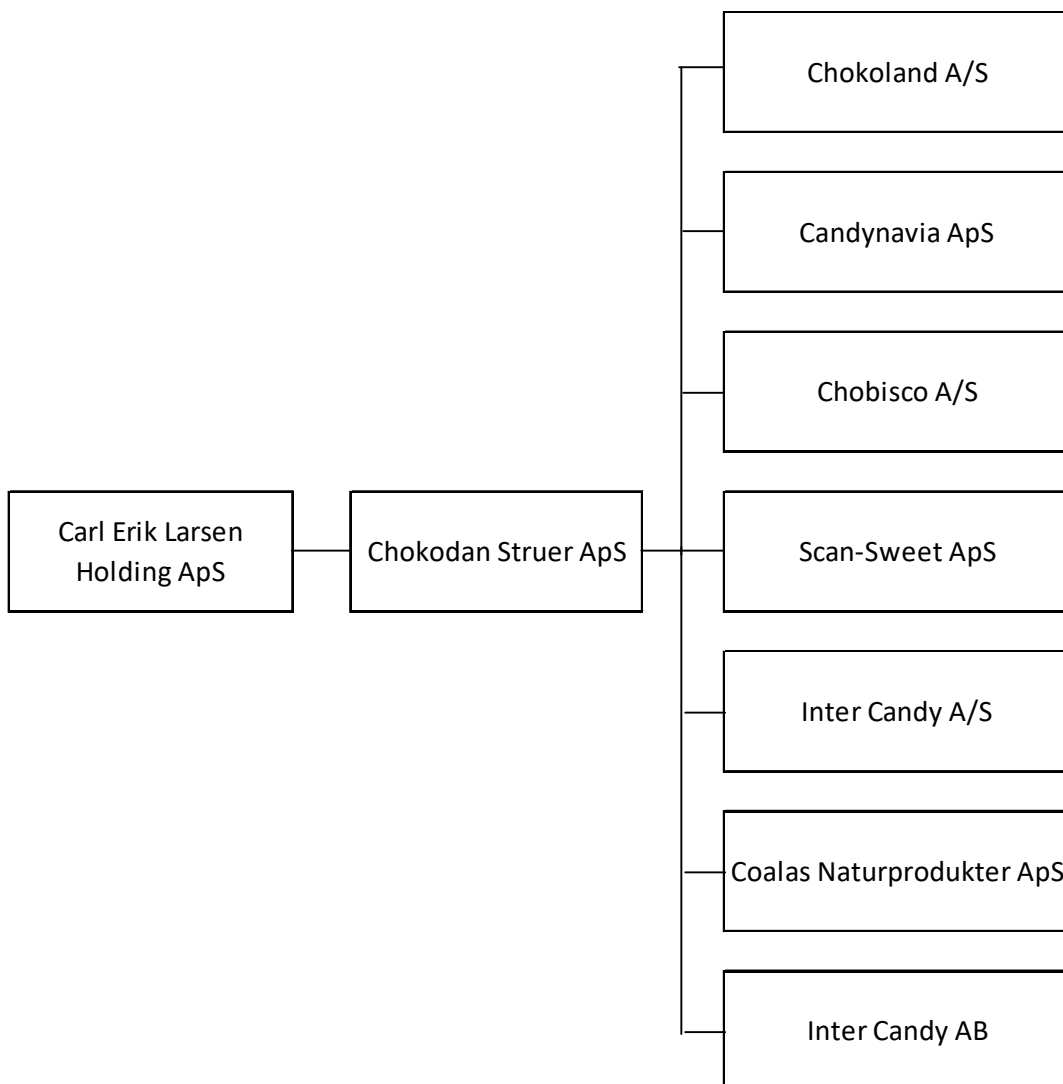 Carl Erik Larsen
Holding ApS
Chokodan Struer ApS
Chokoland A/S
Candynavia ApS
Chobisco A/S
Scan-Sweet ApS
Inter Candy A/S
Coalas Naturprodukter ApS
Inter Candy AB